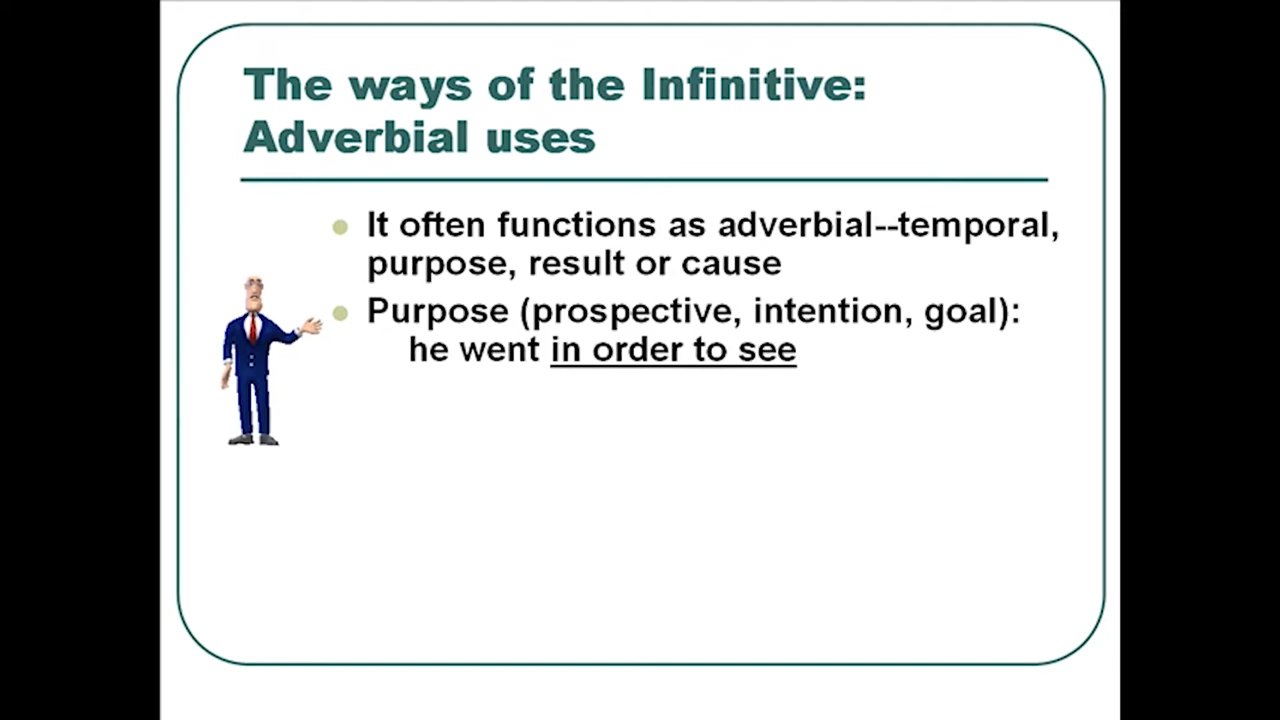 The ways of the Infinitive:
Adverbial uses
It often functions as adverbial--temporal,
purpose, result or cause
Purpose (prospective, intention, goal):
he went in order to see